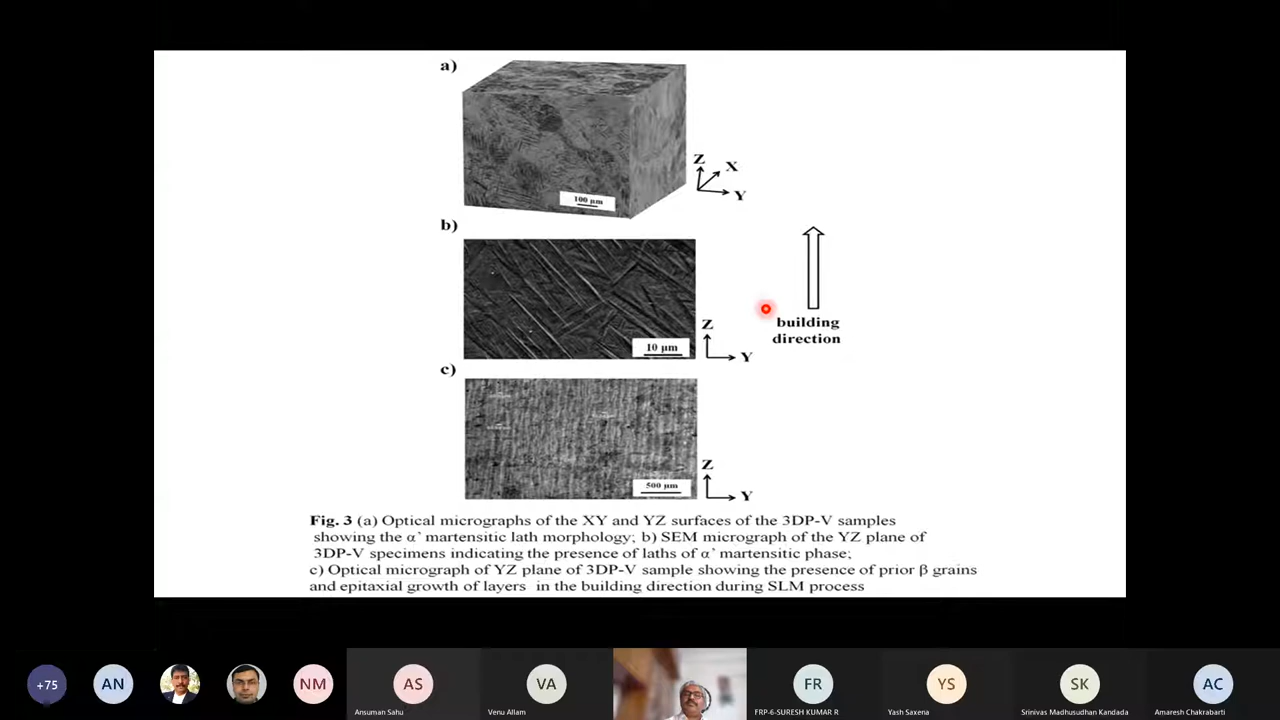 a)
Z
X
Y
100 μm
b)
10 μm
Z
Y
building
direction
c)
500 μm
Z
Y
Fig. 3 (a) Optical micrographs of the XY and YZ surfaces of the 3DP-V samples
showing the α’ martensitic lath morphology; b) SEM micrograph of the YZ plane of
3DP-V specimens indicating the presence of laths of α’ martensitic phase;
c) Optical micrograph of YZ plane of 3DP-V sample showing the presence of prior β grains
and epitaxial growth of layers in the building direction during SLM process
+75
AN
NM
AS
VA
FR
YS
SK
AC
Ansuman Sahu
Venu Allam
FRP-6-SURESH KUMAR R
Yash Saxena
Srinivas Madhusudhan Kandada
Amaresh Chakrabarti